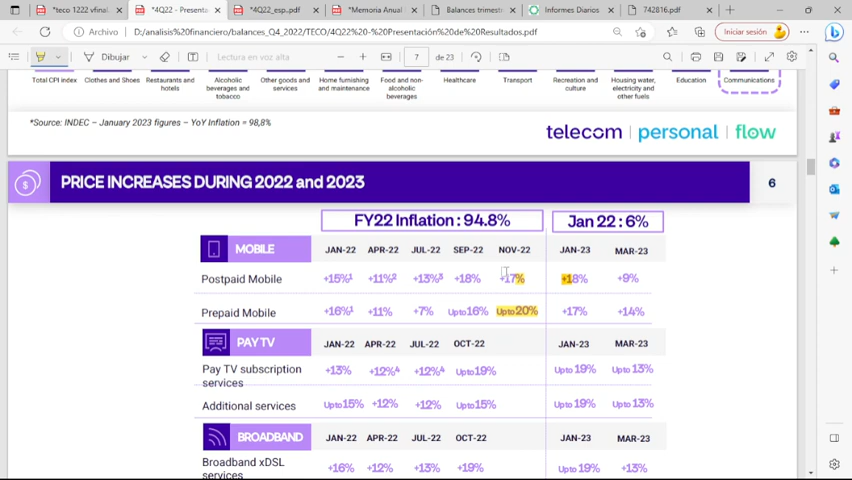 *teco 1222 vfinal
*4Q22 - Presenta
*4Q22_esp.pdf
*Memoria Anual
Balances trimestr
Informes Diarios
742816.pdf
Archivo D:/analisis%20financiero/balances_Q4_2022/TECO/4Q22%20-%20Presentación%20de%20Resultados.pdf Iniciar sesión
Dibujar Lectura en voz alta 7 de 23
Total CPI index Clothes and Shoes Restaurants and hotels Alcoholic beverages and tobacco Other goods and services Home furnishing and maintenance Food and non-alcoholic beverages Healthcare Transport Recreation and culture Housing water, electricity and other fuels Education Communications
*Source: INDEC – January 2023 figures – YoY Inflation = 98,8%
telecom | personal | flow
PRICE INCREASES DURING 2022 and 2023 6
FY22 Inflation : 94.8% Jan 22 : 6%
MOBILE JAN-22 APR-22 JUL-22 SEP-22 NOV-22 JAN-23 MAR-23
Postpaid Mobile +15%¹ +11%² +13%³ +18% +17% +18% +9%
Prepaid Mobile +16%¹ +11% +7% Up to 16% Up to 20% +17% +14%
PAY TV JAN-22 APR-22 JUL-22 OCT-22 JAN-23 MAR-23
Pay TV subscription services +13% +12%⁴ +12%⁴ Up to 19% Up to 19% Up to 13%
Additional services Up to 15% +12% +12% Up to 15% Up to 19% Up to 13%
BROADBAND JAN-22 APR-22 JUL-22 OCT-22 JAN-23 MAR-23
Broadband xDSL services +16% +12% +13% +19% Up to 19% +13%